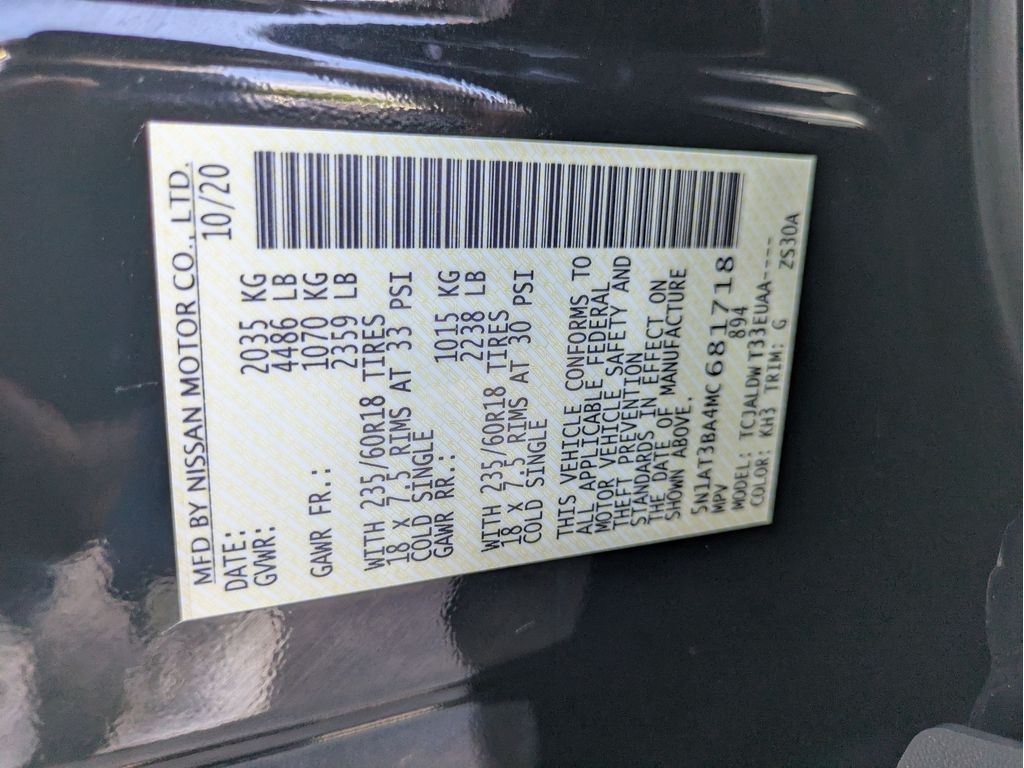 MFD BY NISSAN MOTOR CO., LTD.
DATE: 10/20
GVWR: 2035 KG
4486 LB
GAWR FR.: 1070 KG
2359 LB
WITH 235/60R18 TIRES
18 X 7.5 RIMS AT 33 PSI
COLD SINGLE
GAWR RR.: 1015 KG
2238 LB
WITH 235/60R18 TIRES
18 X 7.5 RIMS AT 30 PSI
COLD SINGLE
THIS VEHICLE CONFORMS TO
ALL APPLICABLE FEDERAL
MOTOR VEHICLE SAFETY AND
THEFT PREVENTION
STANDARDS IN EFFECT ON
THE DATE OF MANUFACTURE
SHOWN ABOVE.
5N1AT3BA4MC681718
MPV 894
MODEL: TCJALDWT33EUAA----
COLOR: KH3 TRIM: G ZS30A